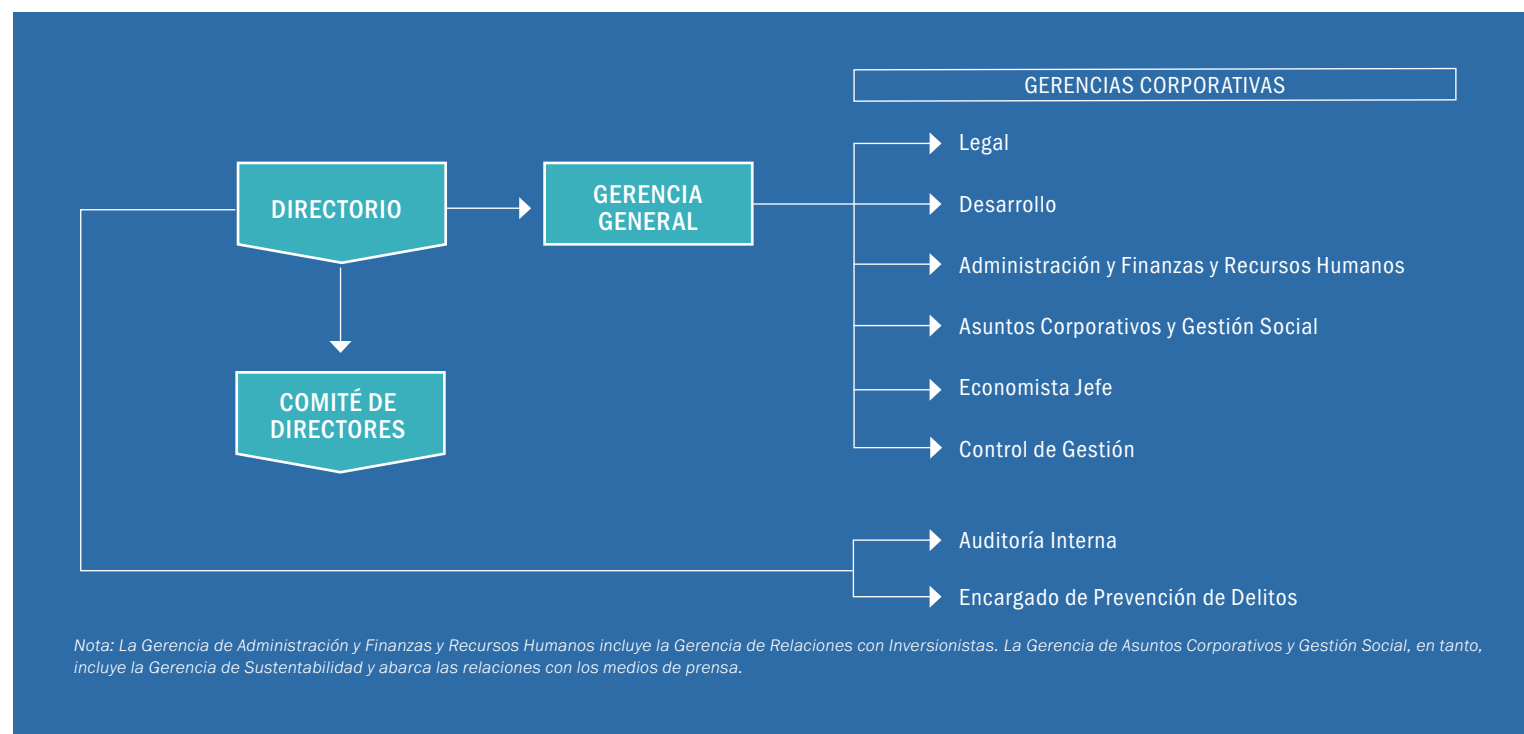 GERENCIAS CORPORATIVAS
DIRECTORIO
GERENCIA
GENERAL
COMITÉ DE
DIRECTORES
Legal
Desarrollo
Administración y Finanzas y Recursos Humanos
Asuntos Corporativos y Gestión Social
Economista Jefe
Control de Gestión
Auditoría Interna
Encargado de Prevención de Delitos
Nota: La Gerencia de Administración y Finanzas y Recursos Humanos incluye la Gerencia de Relaciones con Inversionistas. La Gerencia de Asuntos Corporativos y Gestión Social, en tanto,
incluye la Gerencia de Sustentabilidad y abarca las relaciones con los medios de prensa.